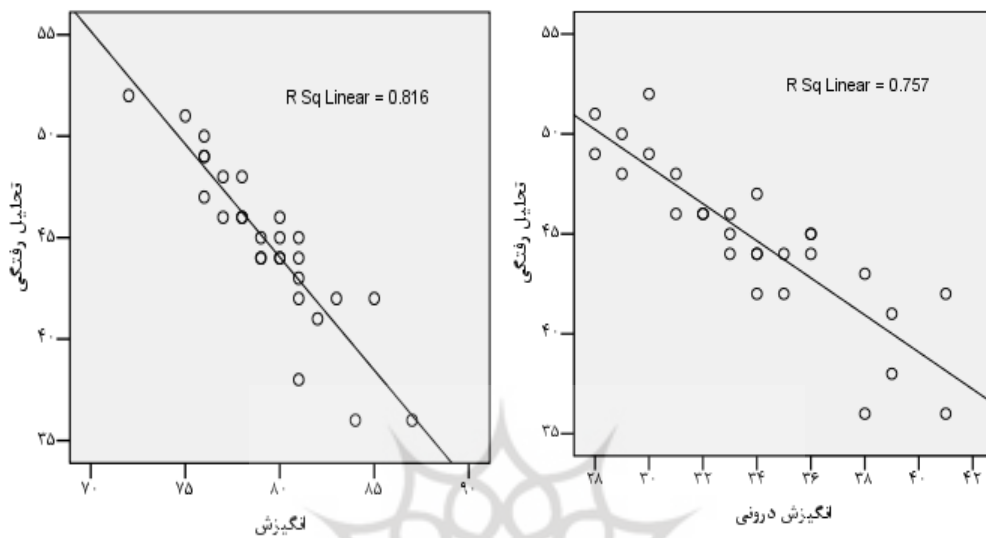 ۵۵
۵۰
۴۵
۴۰
۳۵
تحلیل رفتگی
R Sq Linear = 0.816
۷۰ ۷۵ ۸۰ ۸۵ ۹۰
انگیزش
۵۵
۵۰
۴۵
۴۰
۳۵
تحلیل رفتگی
R Sq Linear = 0.757
۲۸ ۳۰ ۳۲ ۳۴ ۳۶ ۳۸ ۴۰ ۴۲
انگیزش درونی